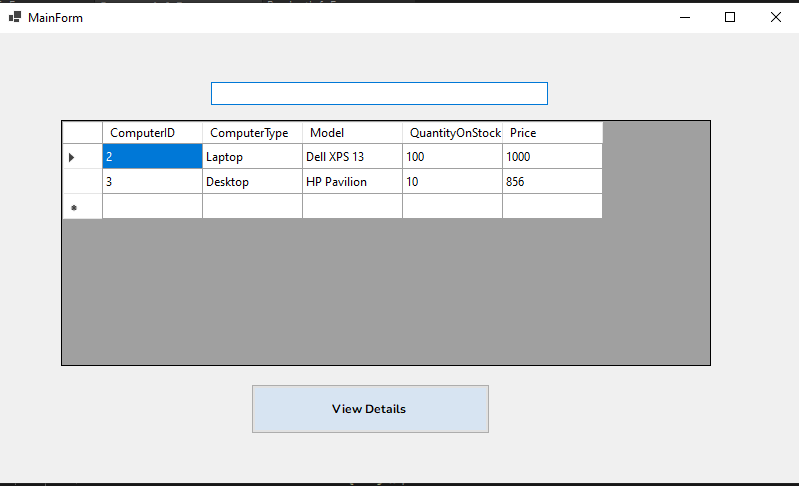 MainForm
ComputerID ComputerType Model QuantityOnStock Price
2 Laptop Dell XPS 13 100 1000
3 Desktop HP Pavilion 10 856
View Details